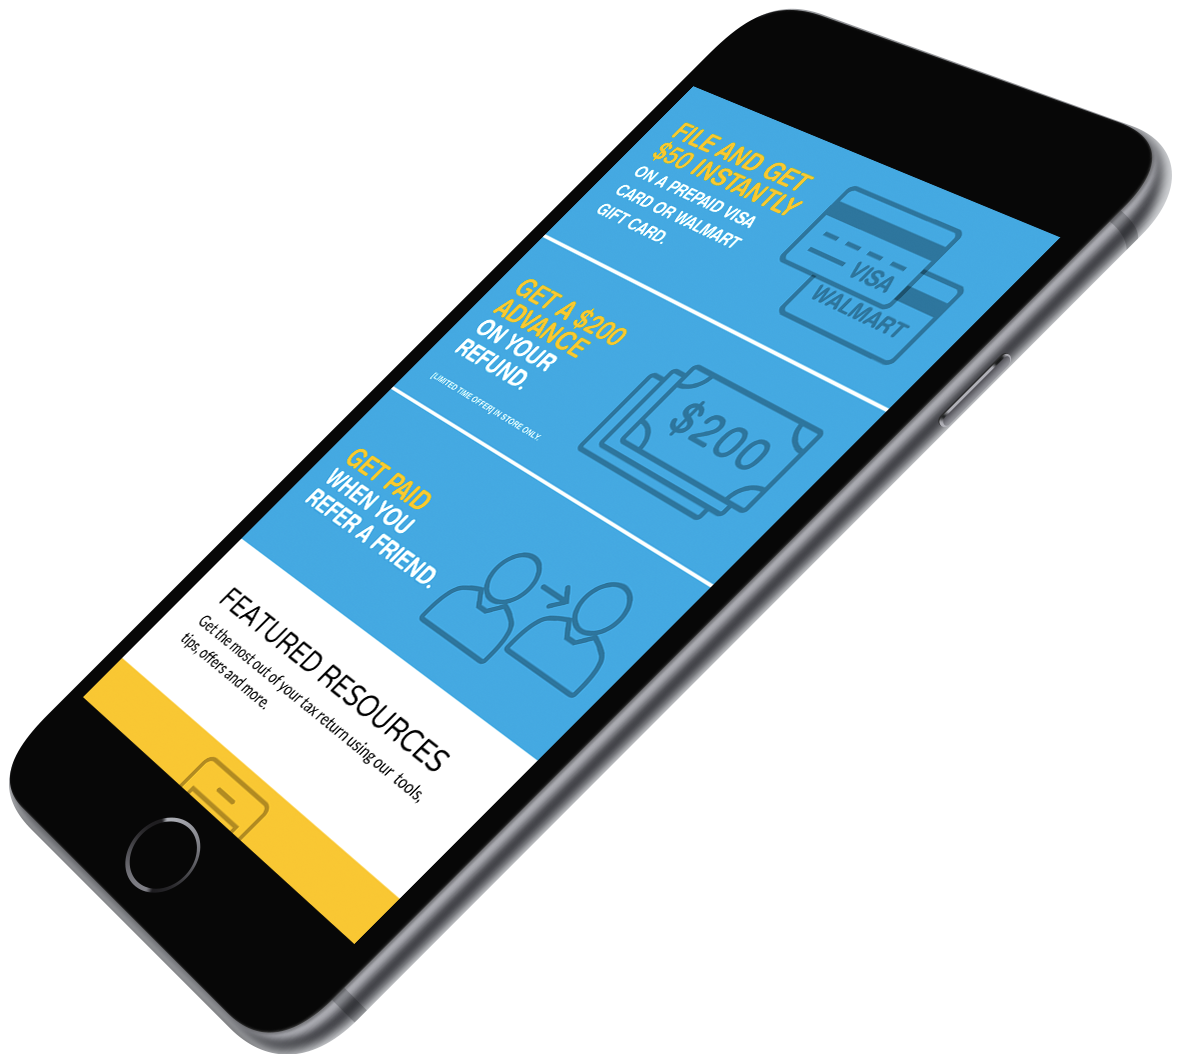 FILE AND GET
$50 INSTANTLY
ON A PREPAID VISA
CARD OR WALMART
GIFT CARD.
VISA
WALMART
GET A $200
ADVANCE
ON YOUR
REFUND.
[LIMITED TIME OFFER] IN STORE ONLY.
$200
GET PAID
WHEN YOU
REFER A FRIEND.
FEATURED RESOURCES
Get the most out of your tax return using our tools,
tips, offers and more.